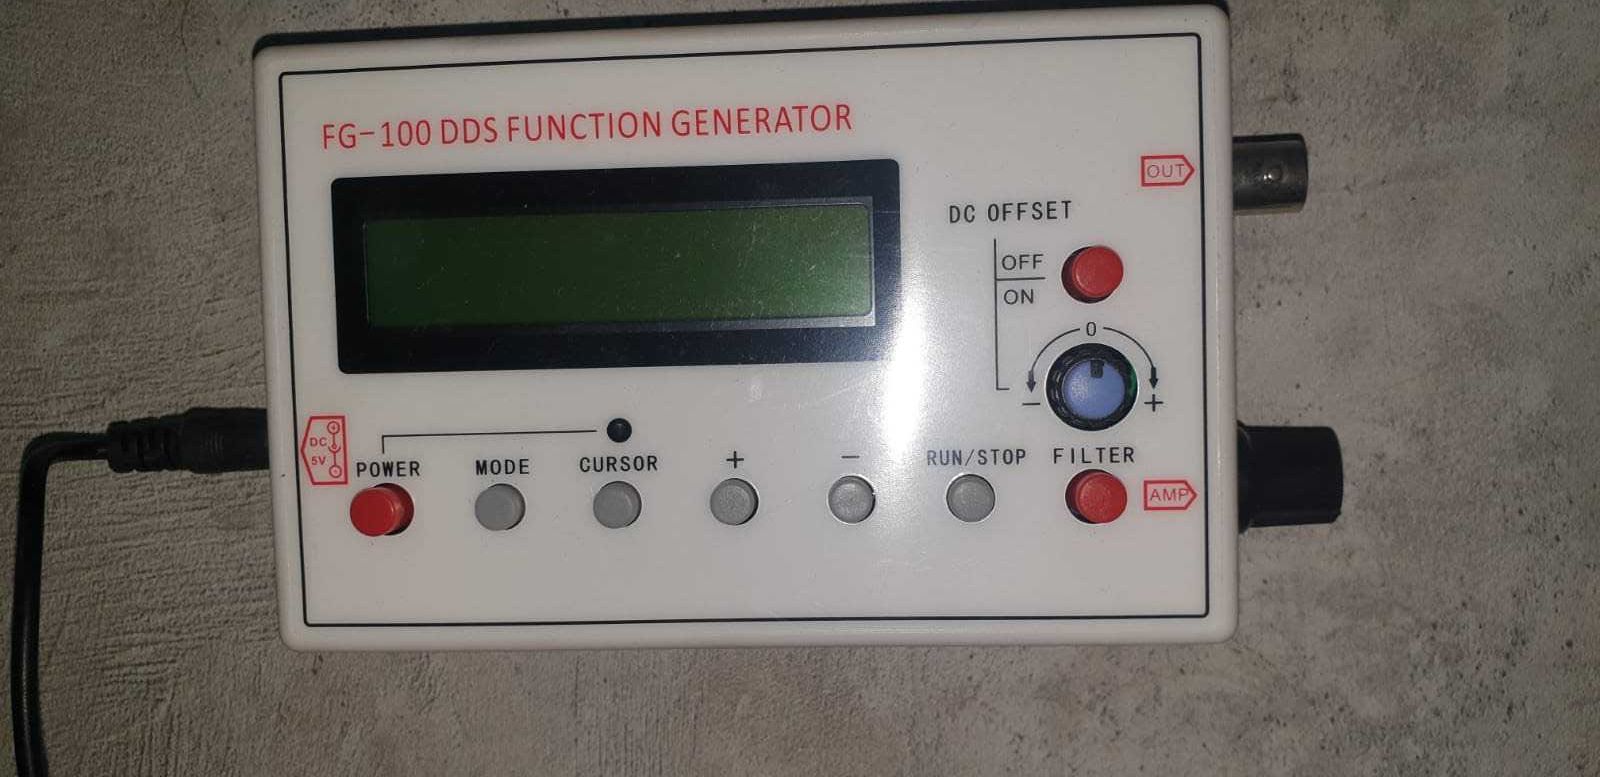 FG-100 DDS FUNCTION GENERATOR
OUT
DC OFFSET
OFF
ON
0
- +
DC
5V
POWER MODE CURSOR + - RUN/STOP FILTER
AMP